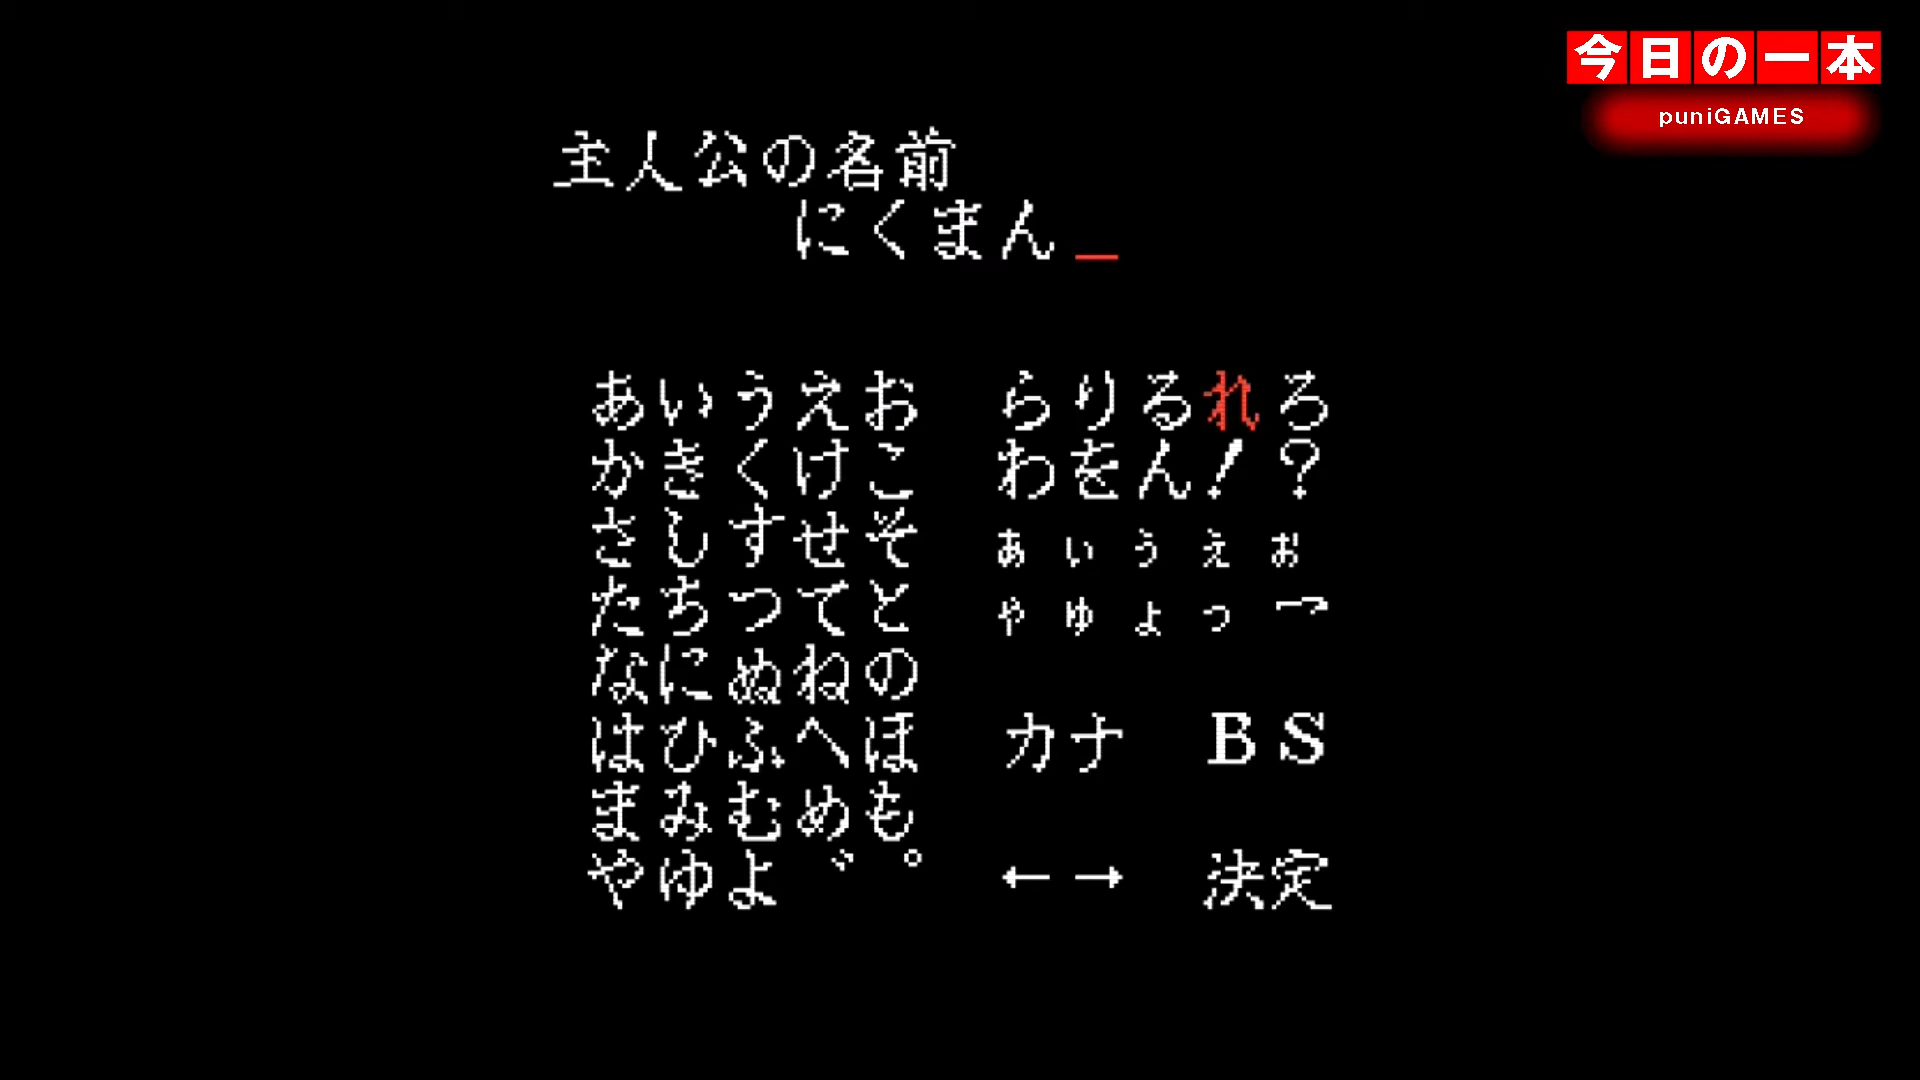 今日の一本
puniGAMES
主人公の名前
にくまん_
あいうえお らりるれろ
かきくけこ わをん！？
さしすせそ ぁぃぅぇぉ
たちつてと ゃゅょっー
なにぬねの
はひふへほ カナ BS
まみむめも
やゆよ゛゜ ←→ 決定